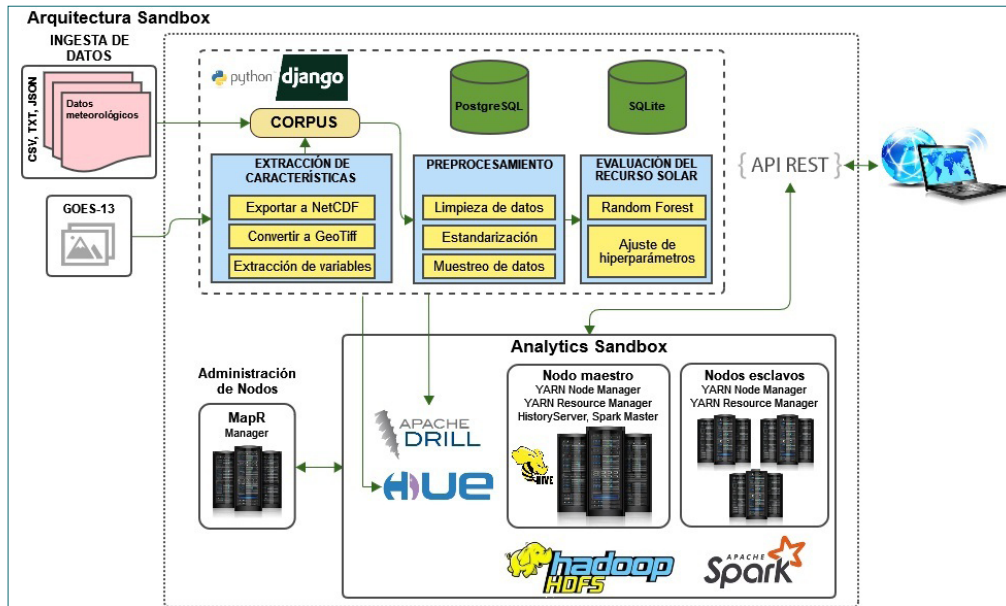 Arquitectura Sandbox
INGESTA DE
DATOS
CSV, TXT, JSON
Datos
meteorológicos
GOES-13
python
django
CORPUS
PostgreSQL
SQLite
EXTRACCIÓN DE
CARACTERÍSTICAS
Exportar a NetCDF
Convertir a GeoTiff
Extracción de variables
PREPROCESAMIENTO
Limpieza de datos
Estandarización
Muestreo de datos
EVALUACIÓN DEL
RECURSO SOLAR
Random Forest
Ajuste de
hiperparámetros
{ API REST }
Administración
de Nodos
MapR
Manager
Analytics Sandbox
APACHE
DRILL
HUE
Nodo maestro
YARN Node Manager
YARN Resource Manager
HistoryServer, Spark Master
HIVE
Nodos esclavos
YARN Node Manager
YARN Resource Manager
hadoop
HDFS
APACHE
Spark